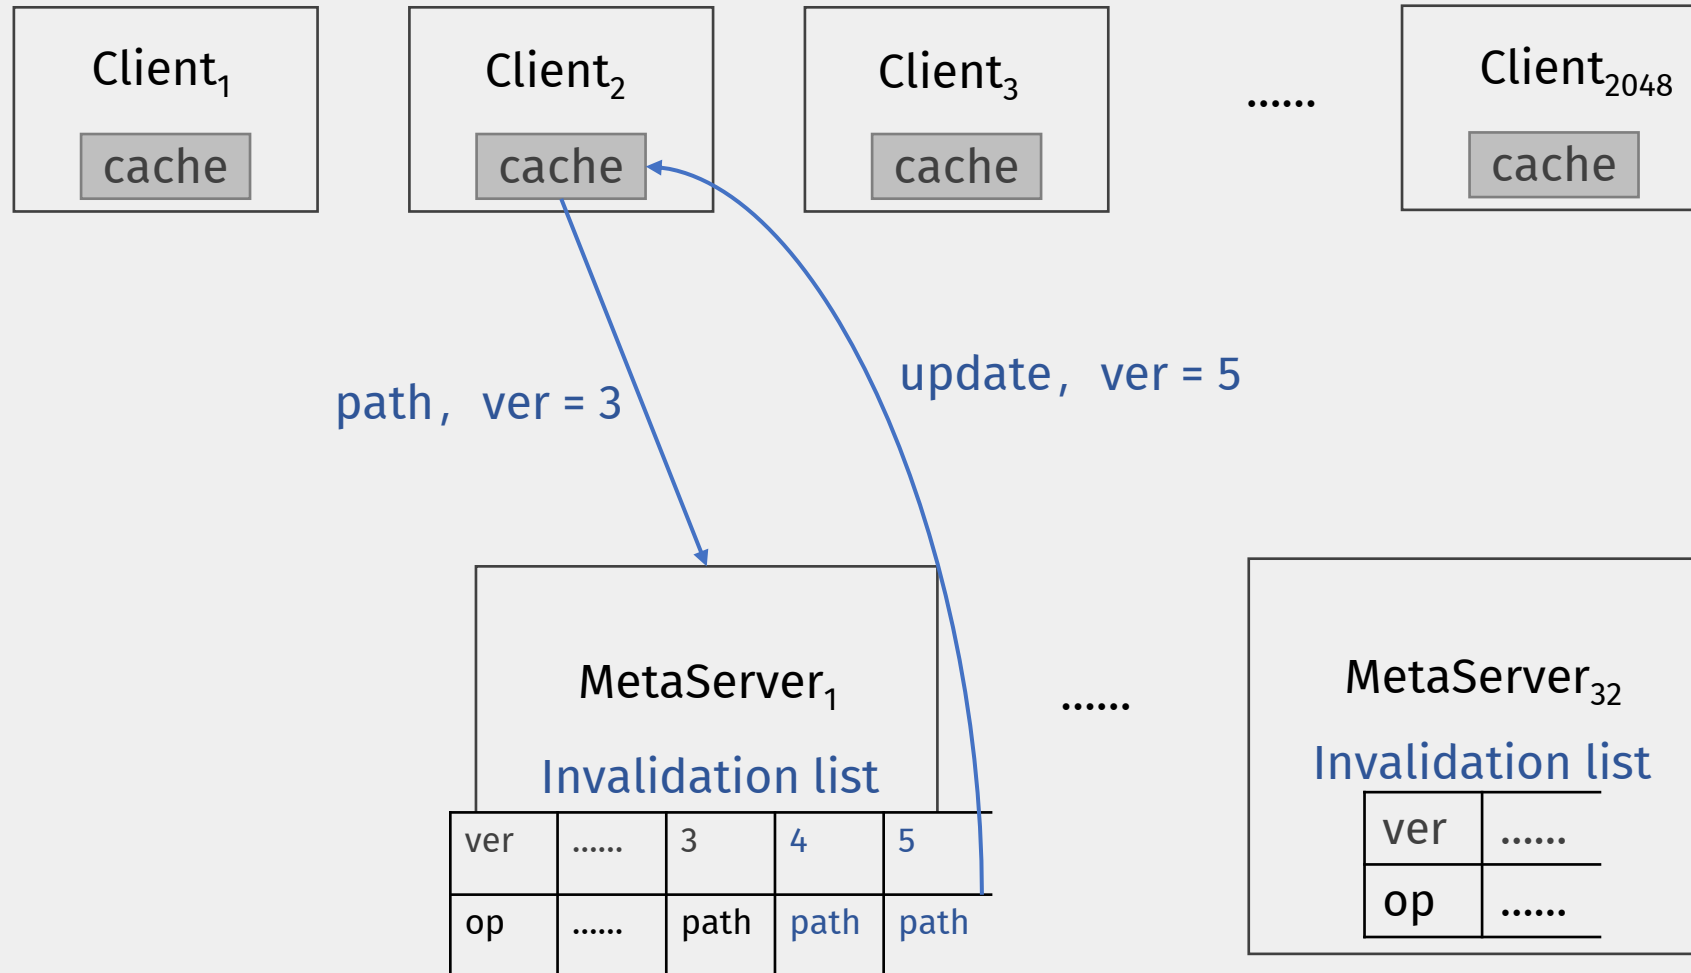 Client₁
Client₂
Client₃
......
Client₂₀₄₈
cache
cache
cache
cache
path, ver = 3
update, ver = 5
MetaServer₁
......
MetaServer₃₂
Invalidation list
Invalidation list
ver ...... 3 4 5
op ...... path path path
ver ......
op ......